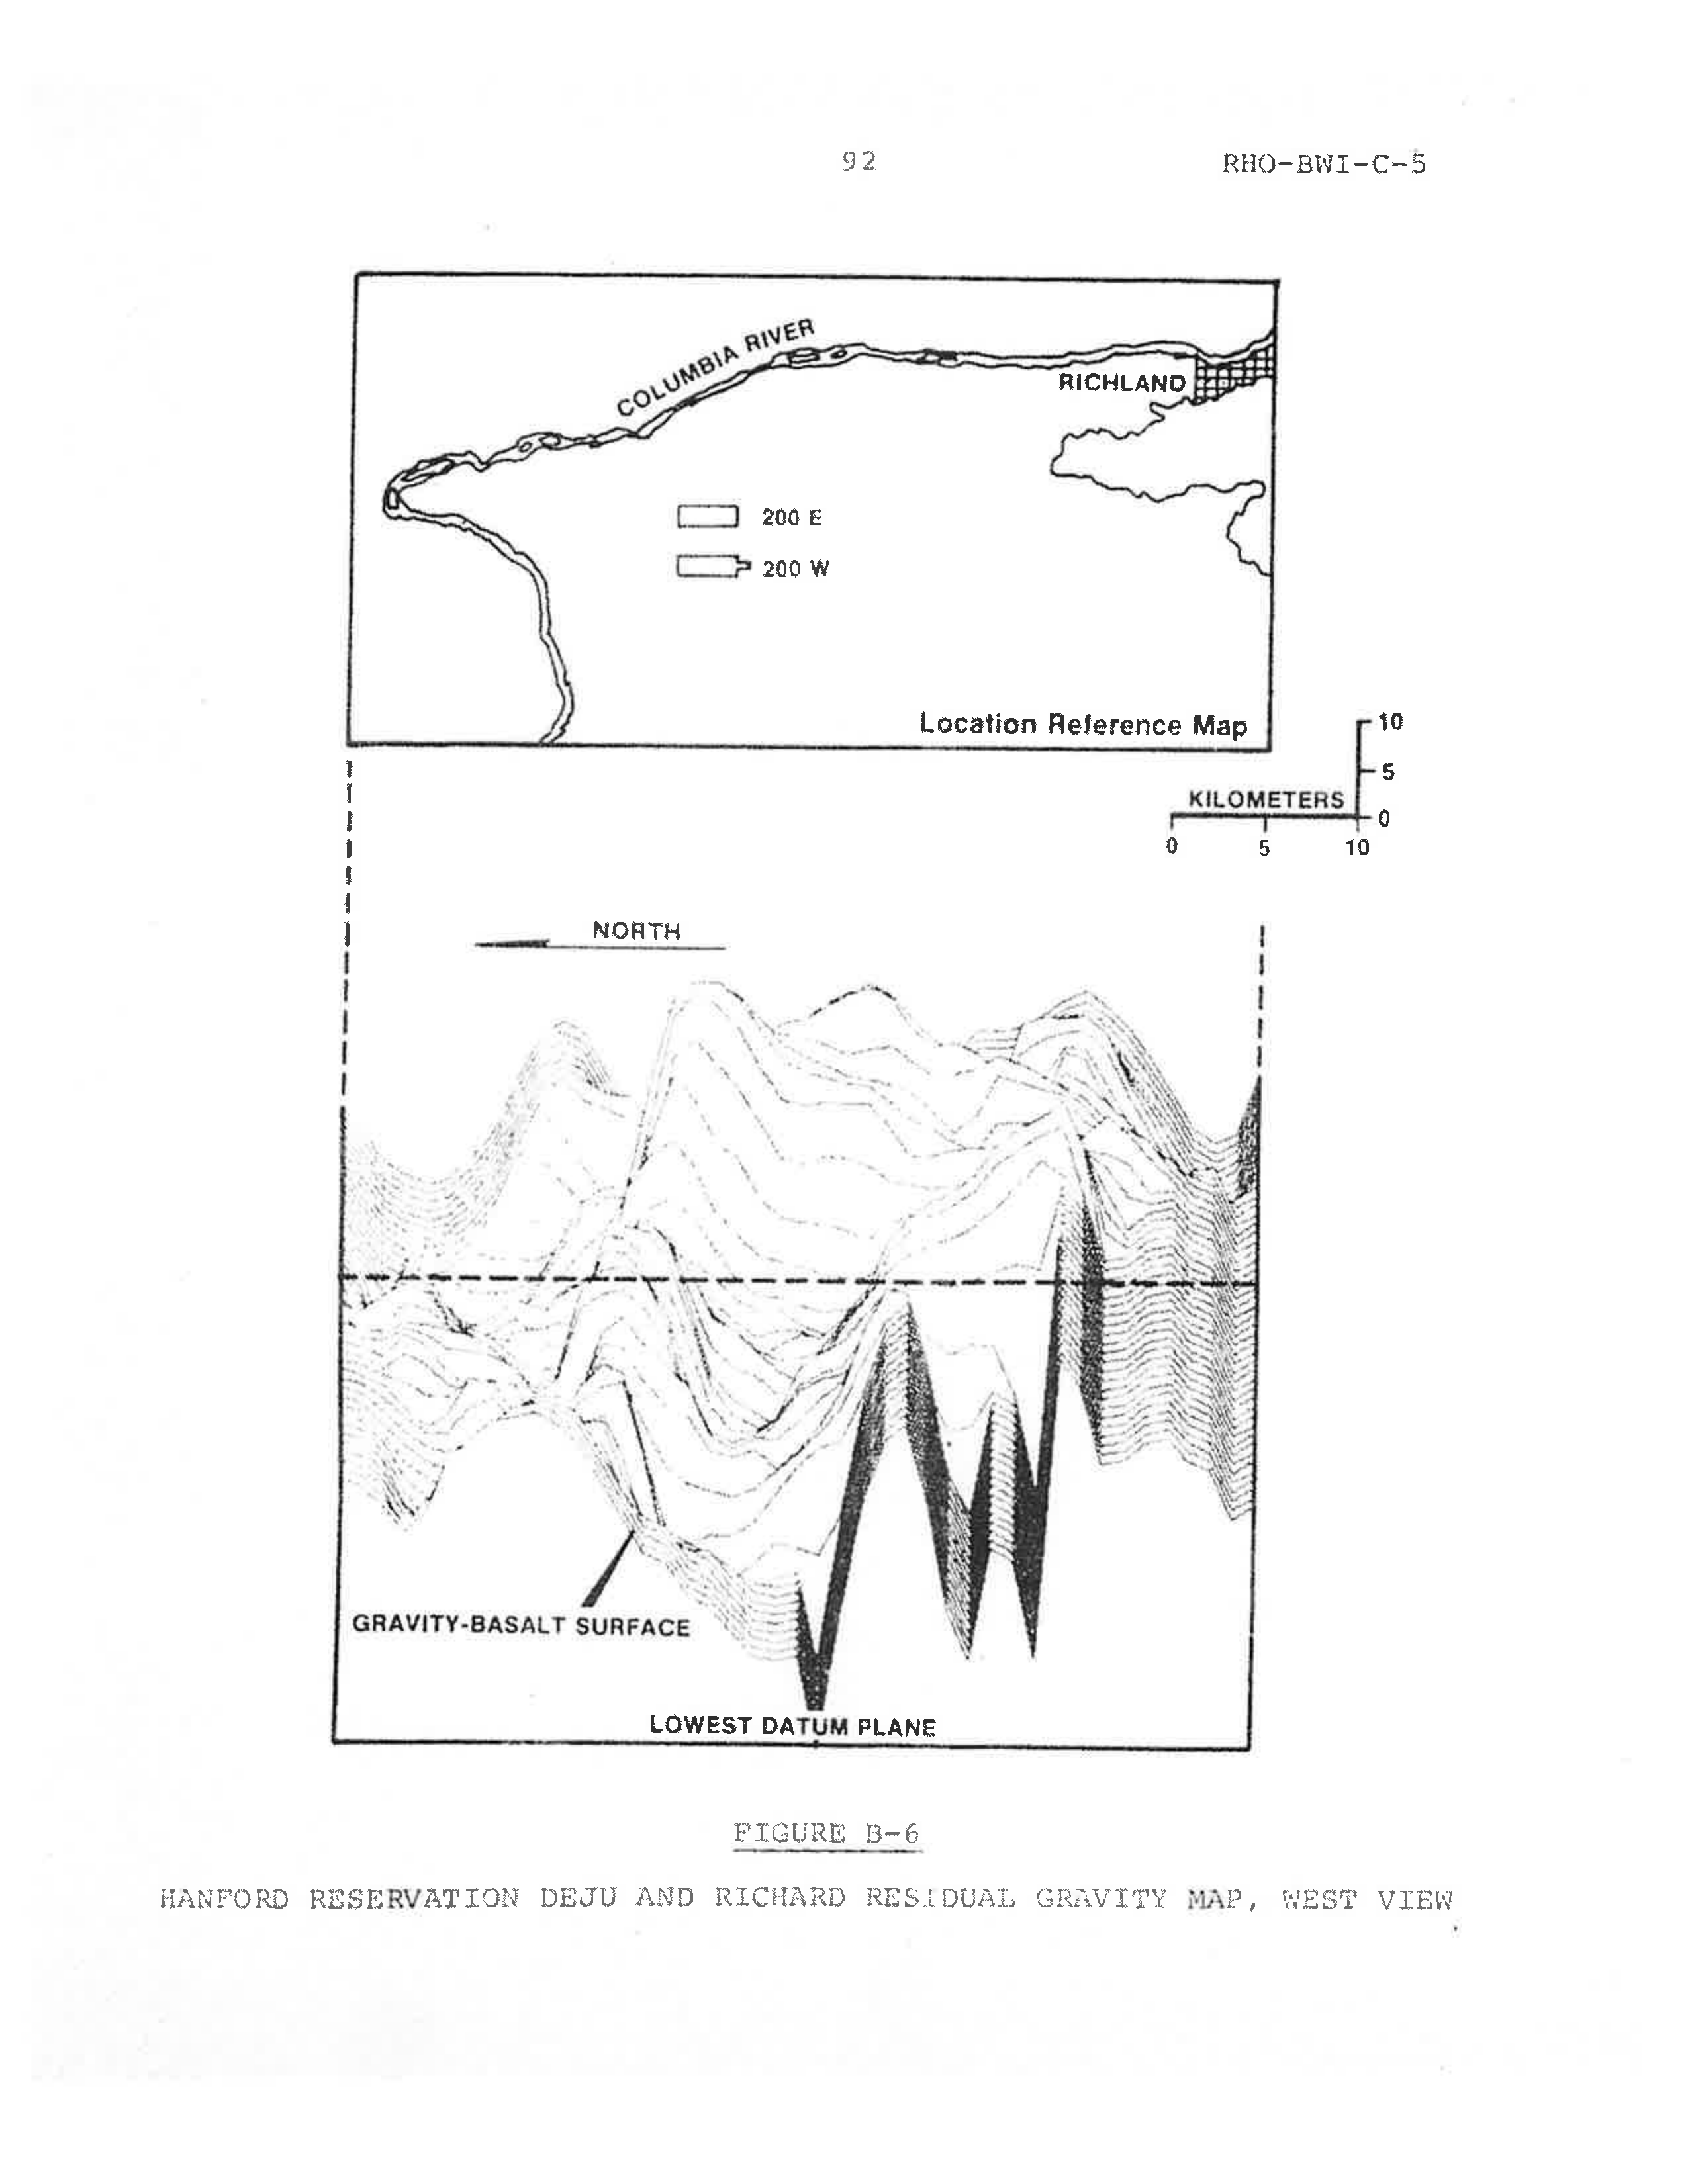 92
RHO-BWI-C-5
COLUMBIA RIVER
RICHLAND
200 E
200 W
Location Reference Map
10
5
KILOMETERS
0
0
5
10
NORTH
GRAVITY-BASALT SURFACE
LOWEST DATUM PLANE
FIGURE B-6
HANFORD RESERVATION DEJU AND RICHARD RESIDUAL GRAVITY MAP, WEST VIEW